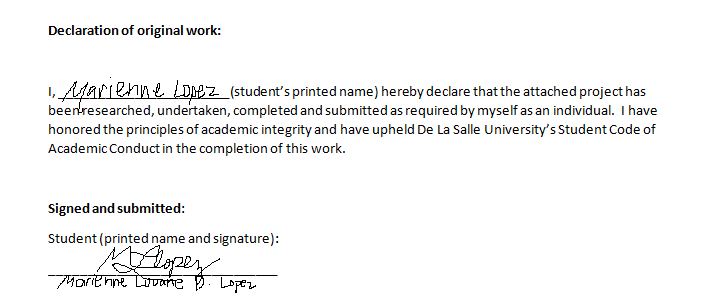 Declaration of original work:
I, Marienne Lopez (student's printed name) hereby declare that the attached project has
been researched, undertaken, completed and submitted as required by myself as an individual. I have
honored the principles of academic integrity and have upheld De La Salle University's Student Code of
Academic Conduct in the completion of this work.
Signed and submitted:
Student (printed name and signature):
Marienne Louane D. Lopez